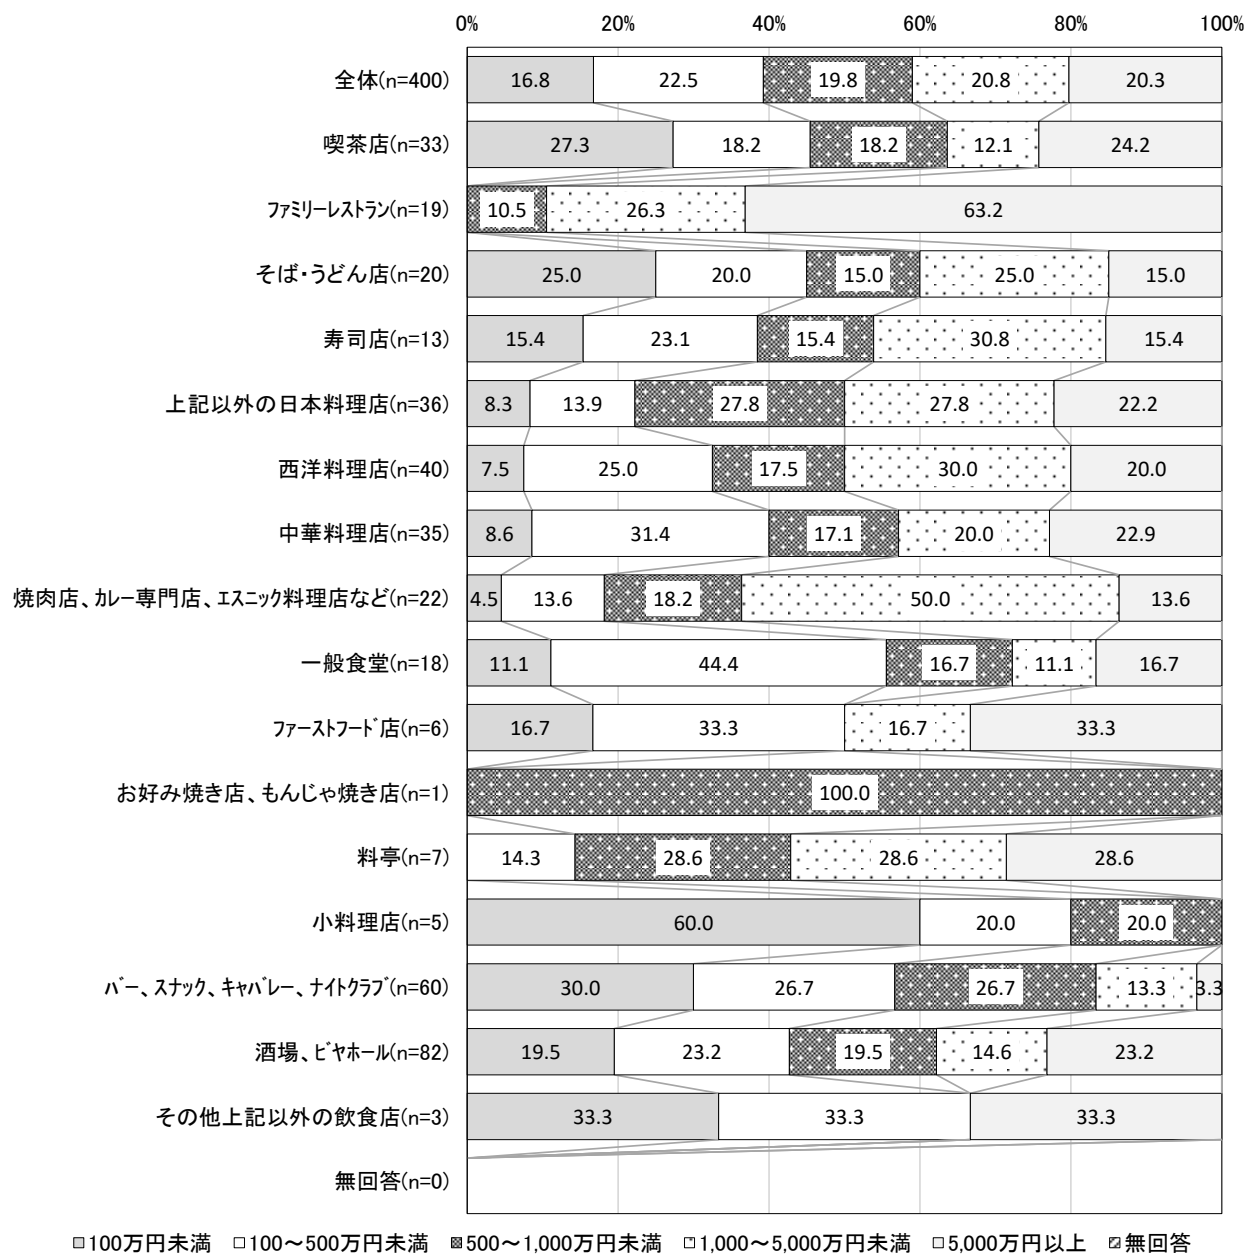 0% 20% 40% 60% 80% 100%
全体(n=400) 16.8 22.5 19.8 20.8 20.3
喫茶店(n=33) 27.3 18.2 18.2 12.1 24.2
ファミリーレストラン(n=19) 10.5 26.3 63.2
そば・うどん店(n=20) 25.0 20.0 15.0 25.0 15.0
寿司店(n=13) 15.4 23.1 15.4 30.8 15.4
上記以外の日本料理店(n=36) 8.3 13.9 27.8 27.8 22.2
西洋料理店(n=40) 7.5 25.0 17.5 30.0 20.0
中華料理店(n=35) 8.6 31.4 17.1 20.0 22.9
焼肉店、カレー専門店、エスニック料理店など(n=22) 4.5 13.6 18.2 50.0 13.6
一般食堂(n=18) 11.1 44.4 16.7 11.1 16.7
ファーストフード店(n=6) 16.7 33.3 16.7 33.3
お好み焼き店、もんじゃ焼き店(n=1) 100.0
料亭(n=7) 14.3 28.6 28.6 28.6
小料理店(n=5) 60.0 20.0 20.0
バー、スナック、キャバレー、ナイトクラブ(n=60) 30.0 26.7 26.7 13.3 3.3
酒場、ビヤホール(n=82) 19.5 23.2 19.5 14.6 23.2
その他上記以外の飲食店(n=3) 33.3 33.3 33.3
無回答(n=0)
100万円未満 100～500万円未満 500～1,000万円未満 1,000～5,000万円未満 5,000万円以上 無回答